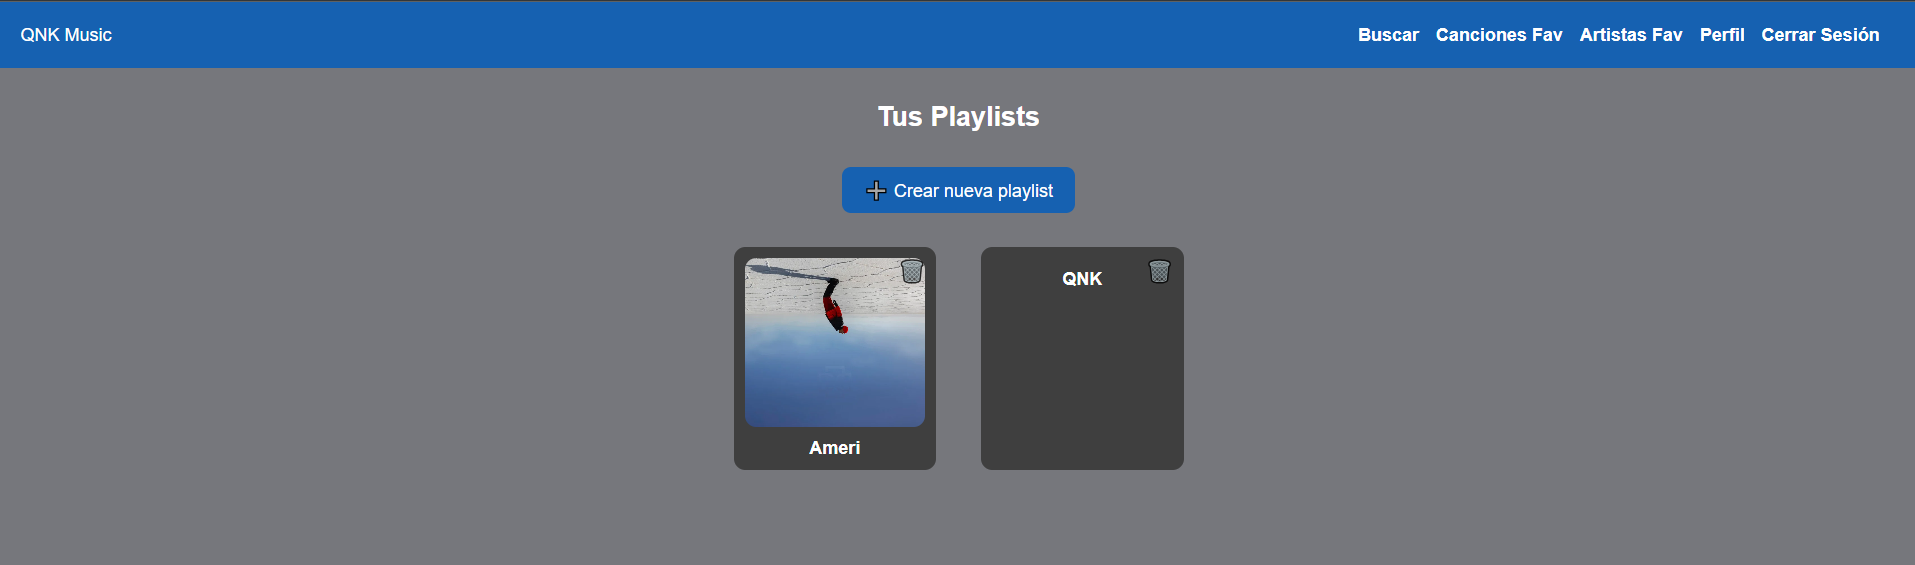 QNK Music
Buscar Canciones Fav Artistas Fav Perfil Cerrar Sesión
Tus Playlists
➕ Crear nueva playlist
QNK
Ameri